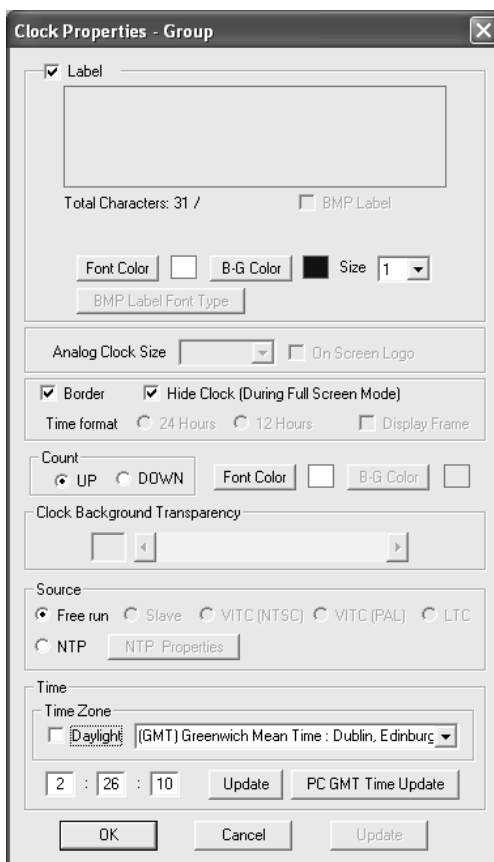 Clock Properties - Group
Label
Total Characters: 31 /
BMP Label
Font Color
B-G Color
Size
1
BMP Label Font Type
Analog Clock Size
On Screen Logo
Border
Hide Clock (During Full Screen Mode)
Time format
24 Hours
12 Hours
Display Frame
Count
UP
DOWN
Font Color
B-G Color
Clock Background Transparency
Source
Free run
Slave
VITC (NTSC)
VITC (PAL)
LTC
NTP
NTP Properties
Time
Time Zone
Daylight
(GMT) Greenwich Mean Time : Dublin, Edinburg
2 : 26 : 10
Update
PC GMT Time Update
OK
Cancel
Update